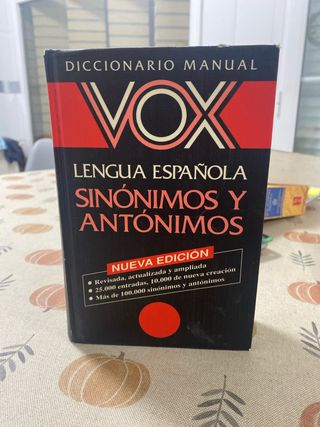 DICCIONARIO MANUAL
VOX
LENGUA ESPAÑOLA
SINÓNIMOS Y
ANTÓNIMOS
NUEVA EDICIÓN
• Revisada, actualizada y ampliada
• 25.000 entradas, 10.000 de nueva creación
• Más de 100.000 sinónimos y antónimos